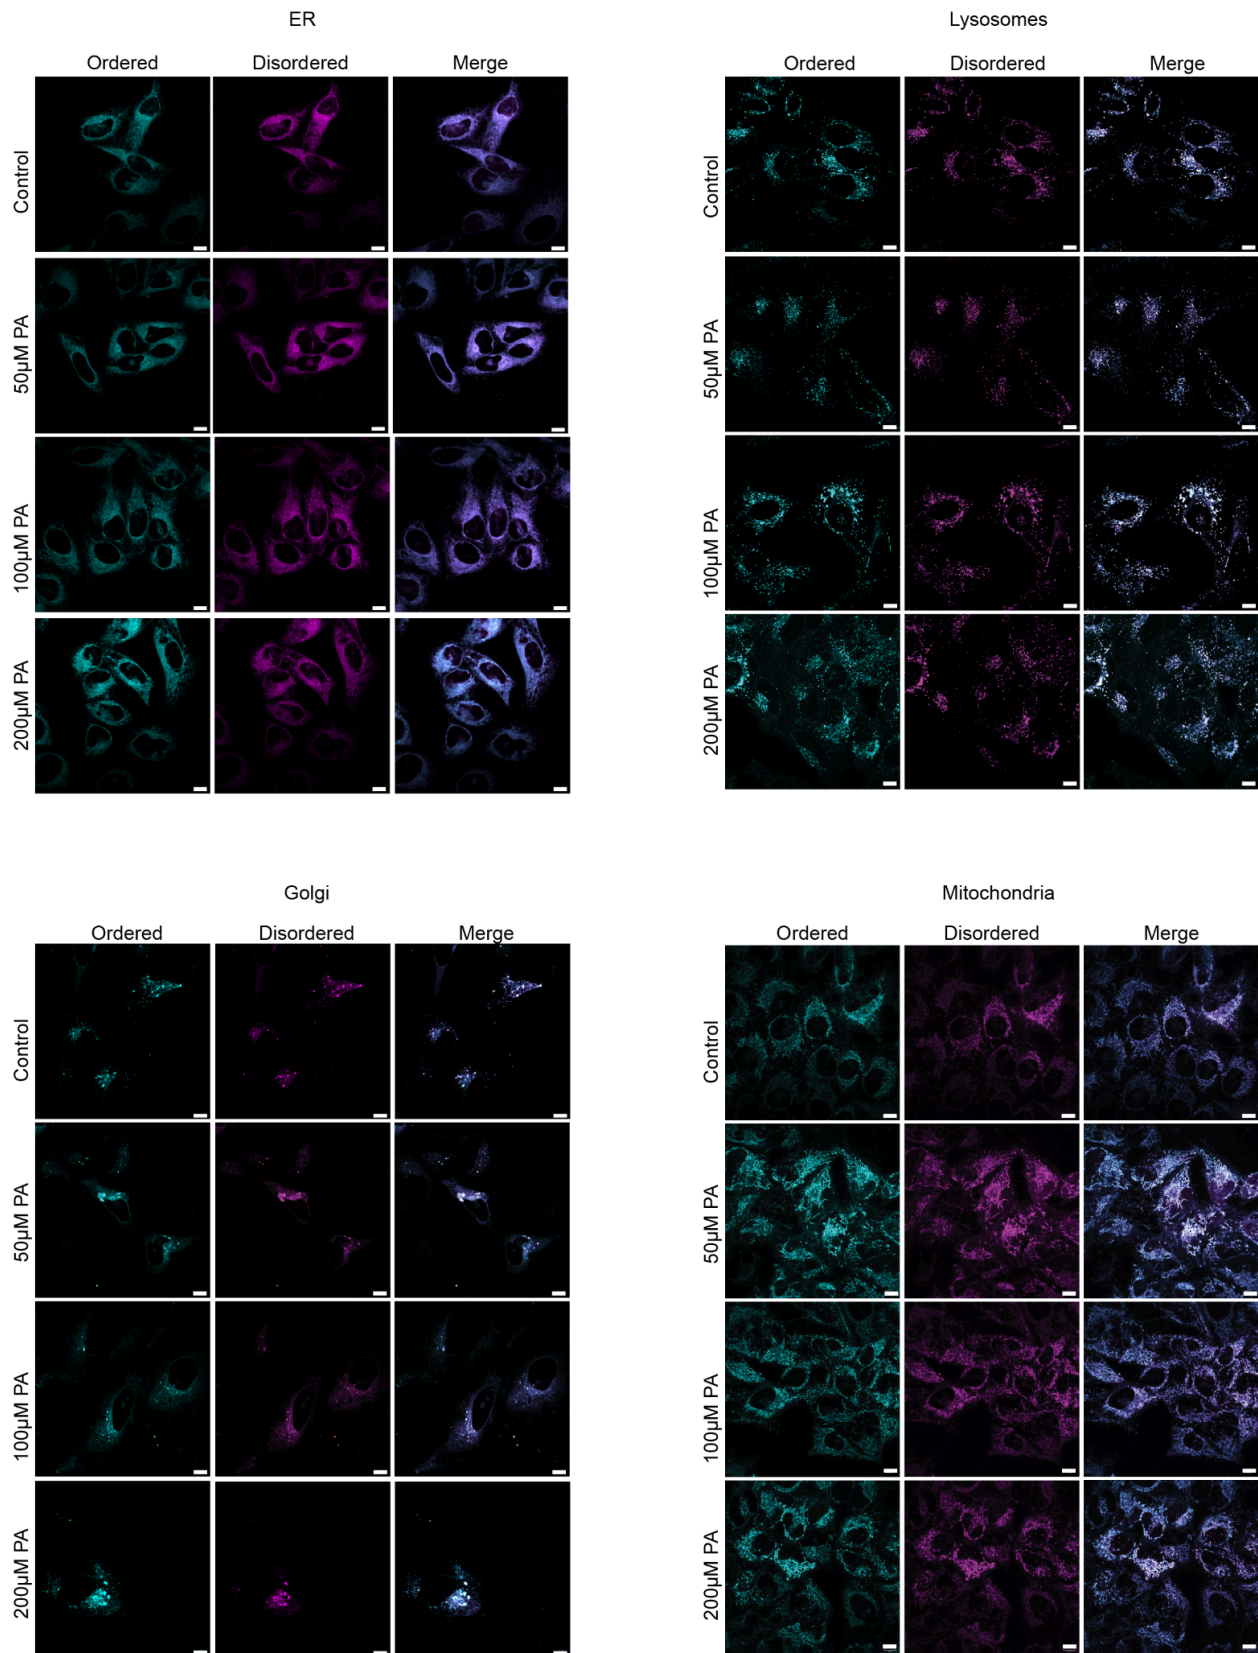 ER
Ordered Disordered Merge
Control
50µM PA
100µM PA
200µM PA
Lysosomes
Ordered Disordered Merge
Control
50µM PA
100µM PA
200µM PA
Golgi
Ordered Disordered Merge
Control
50µM PA
100µM PA
200µM PA
Mitochondria
Ordered Disordered Merge
Control
50µM PA
100µM PA
200µM PA